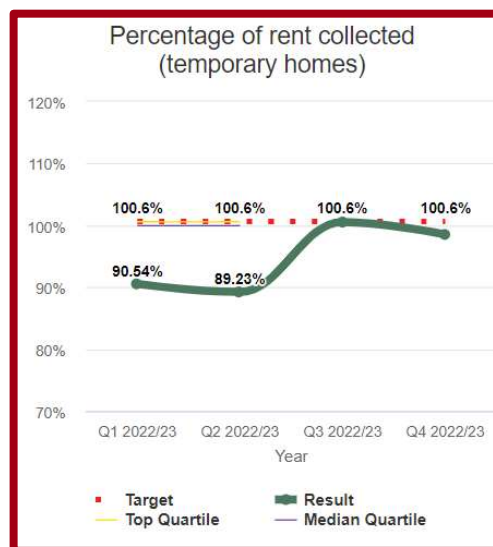 Percentage of rent collected
(temporary homes)
120%
110%
100.6% 100.6% 100.6% 100.6%
100%
90.54%
89.23%
90%
80%
70%
Q1 2022/23 Q2 2022/23 Q3 2022/23 Q4 2022/23
Year
Target Result
Top Quartile Median Quartile